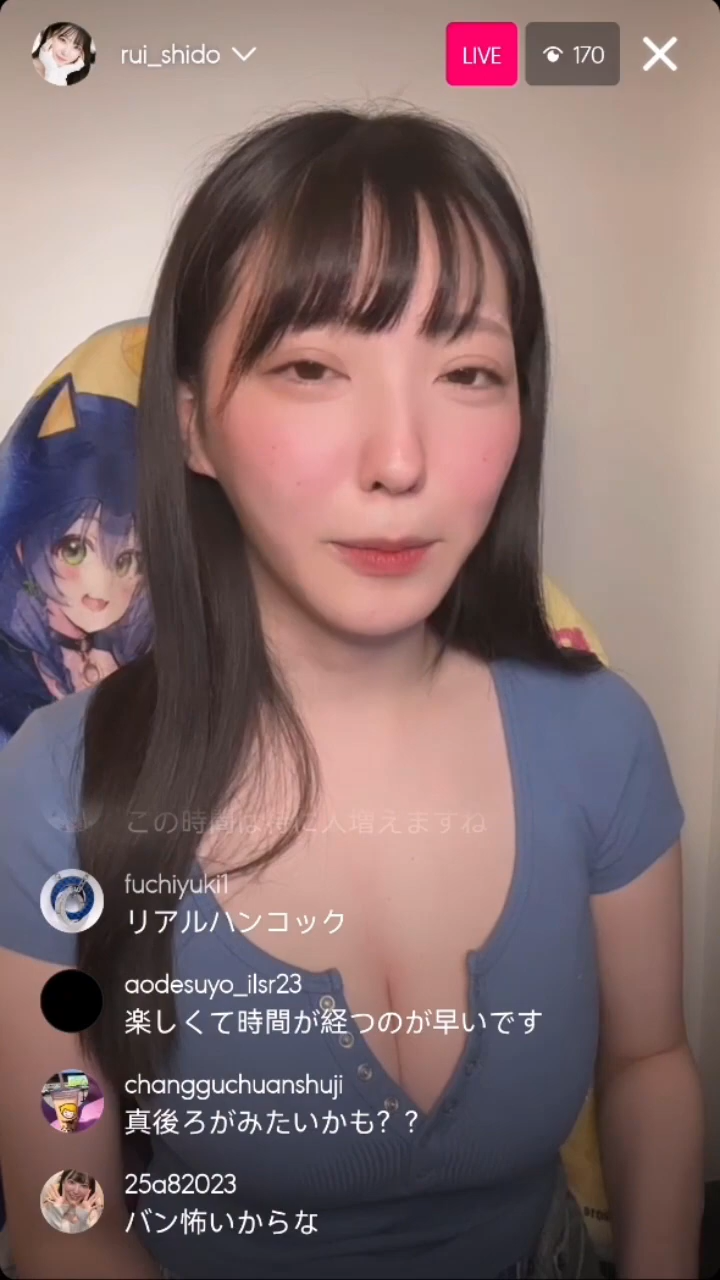 rui_shido
LIVE
170
この時間は特に人増えますね
fuchiyuki1
リアルハンコック
aodesuyo_ilsr23
楽しくて時間が経つのが早いです
changguchuanshuji
真後ろがみたいかも？？
25a82023
バン怖いからな